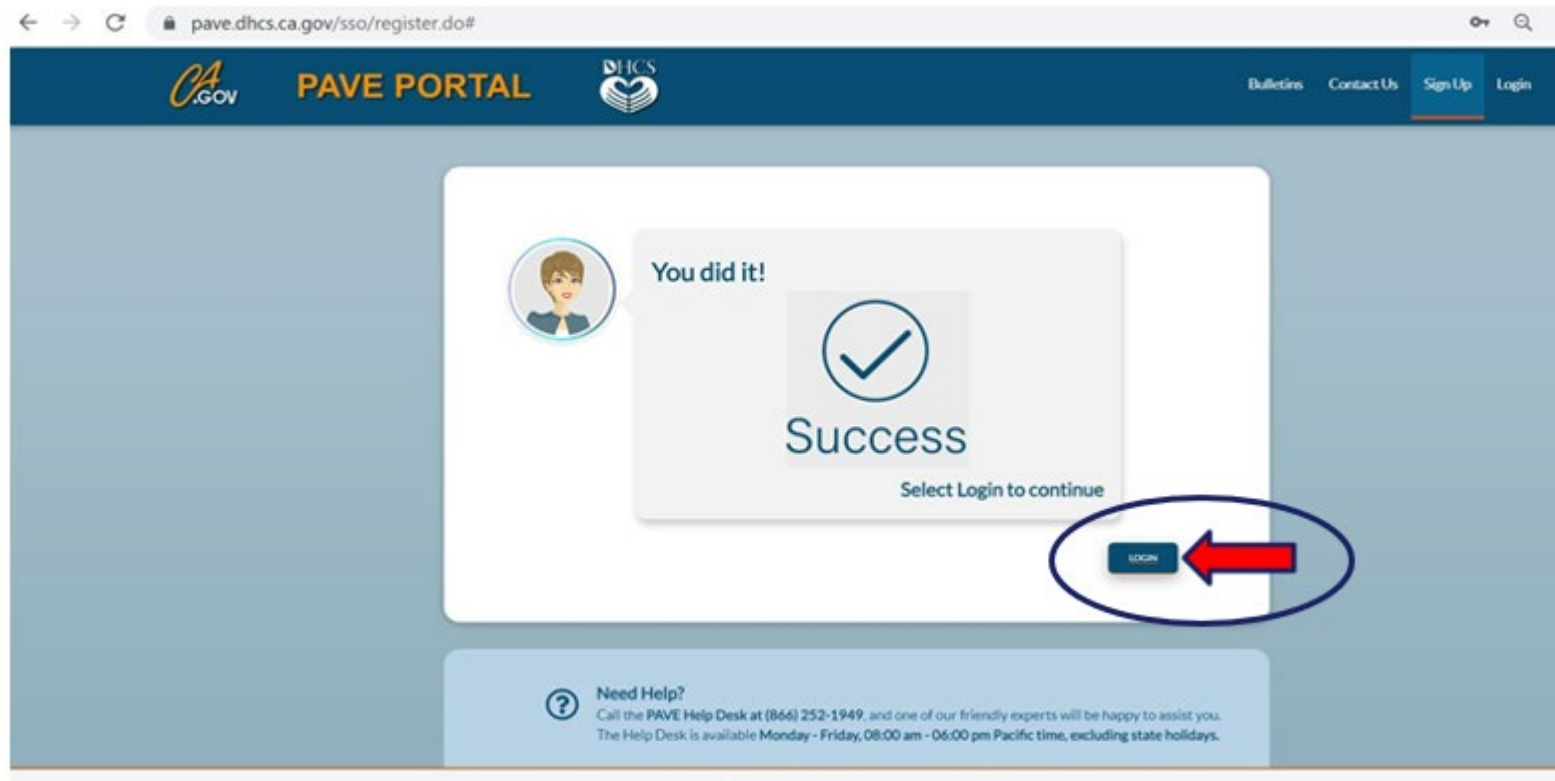 pave.dhcs.ca.gov/sso/register.do#
CA.GOV PAVE PORTAL DHCS Bulletins Contact Us Sign Up Login
You did it!
Success
Select Login to continue
LOGIN
Need Help?
Call the PAVE Help Desk at (866) 252-1949, and one of our friendly experts will be happy to assist you.
The Help Desk is available Monday - Friday, 08:00 am - 06:00 pm Pacific time, excluding state holidays.